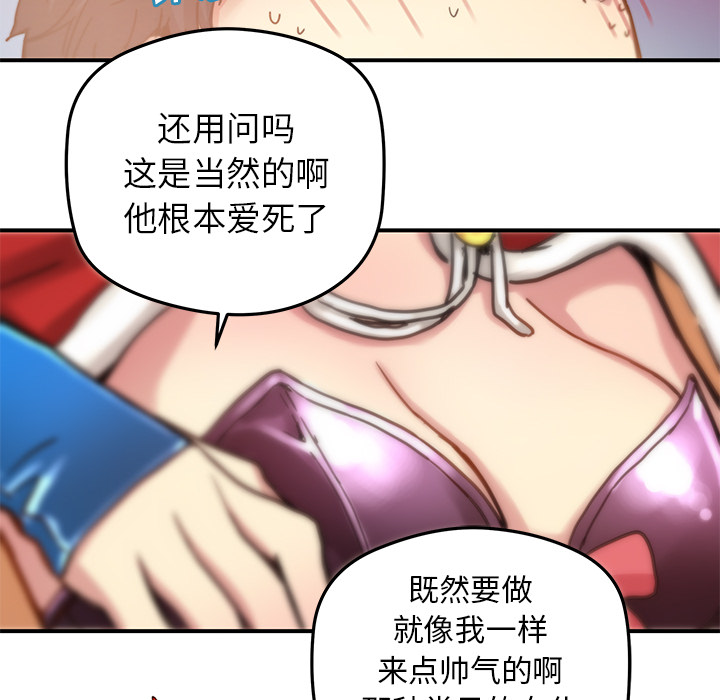 还用问吗
这是当然的啊
他根本爱死了
既然要做
就像我一样
来点帅气的啊